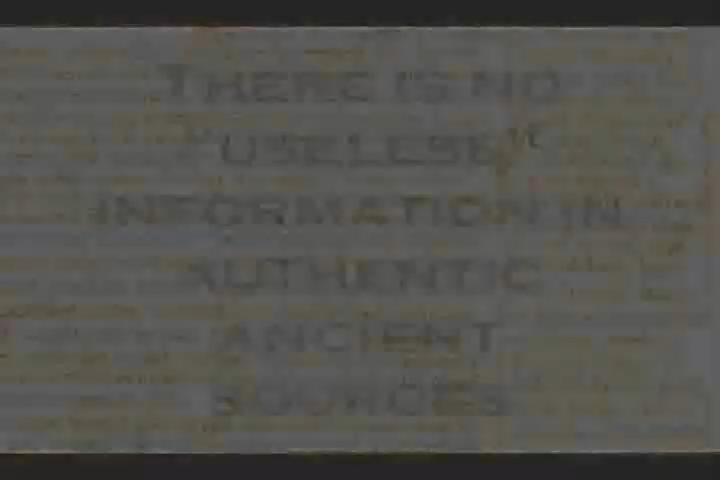 THERE IS NO
"USELESS"
INFORMATION IN
AUTHENTIC
ANCIENT
SOURCES